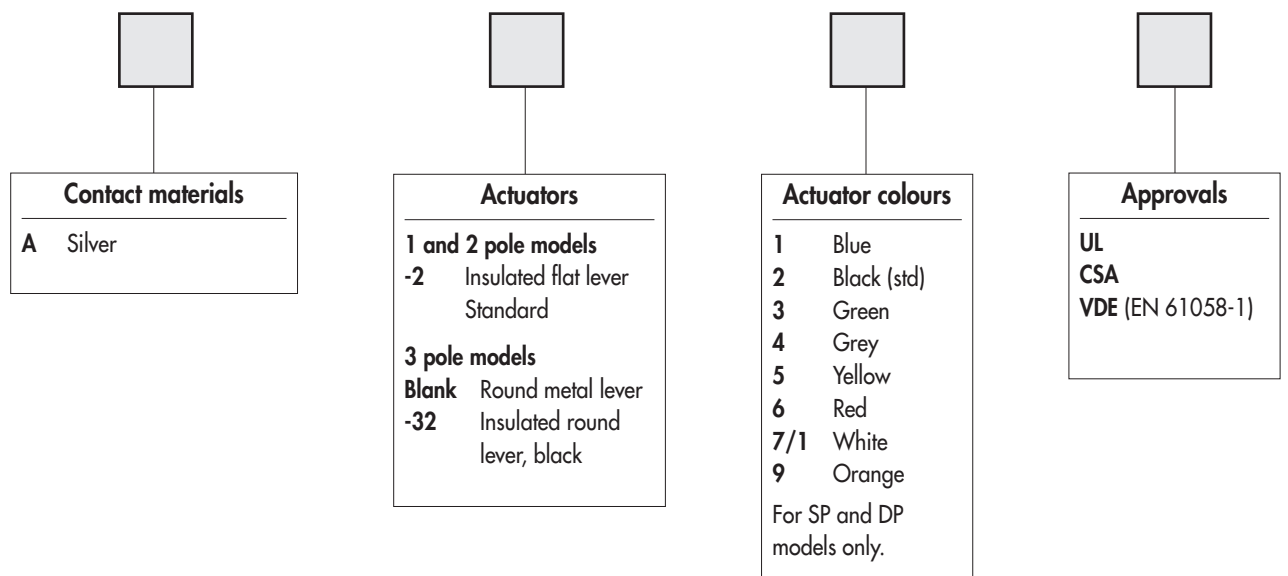 Contact materials
A Silver
Actuators
1 and 2 pole models
-2 Insulated flat lever
Standard
3 pole models
Blank Round metal lever
-32 Insulated round
lever, black
Actuator colours
1 Blue
2 Black (std)
3 Green
4 Grey
5 Yellow
6 Red
7/1 White
9 Orange
For SP and DP
models only.
Approvals
UL
CSA
VDE (EN 61058-1)